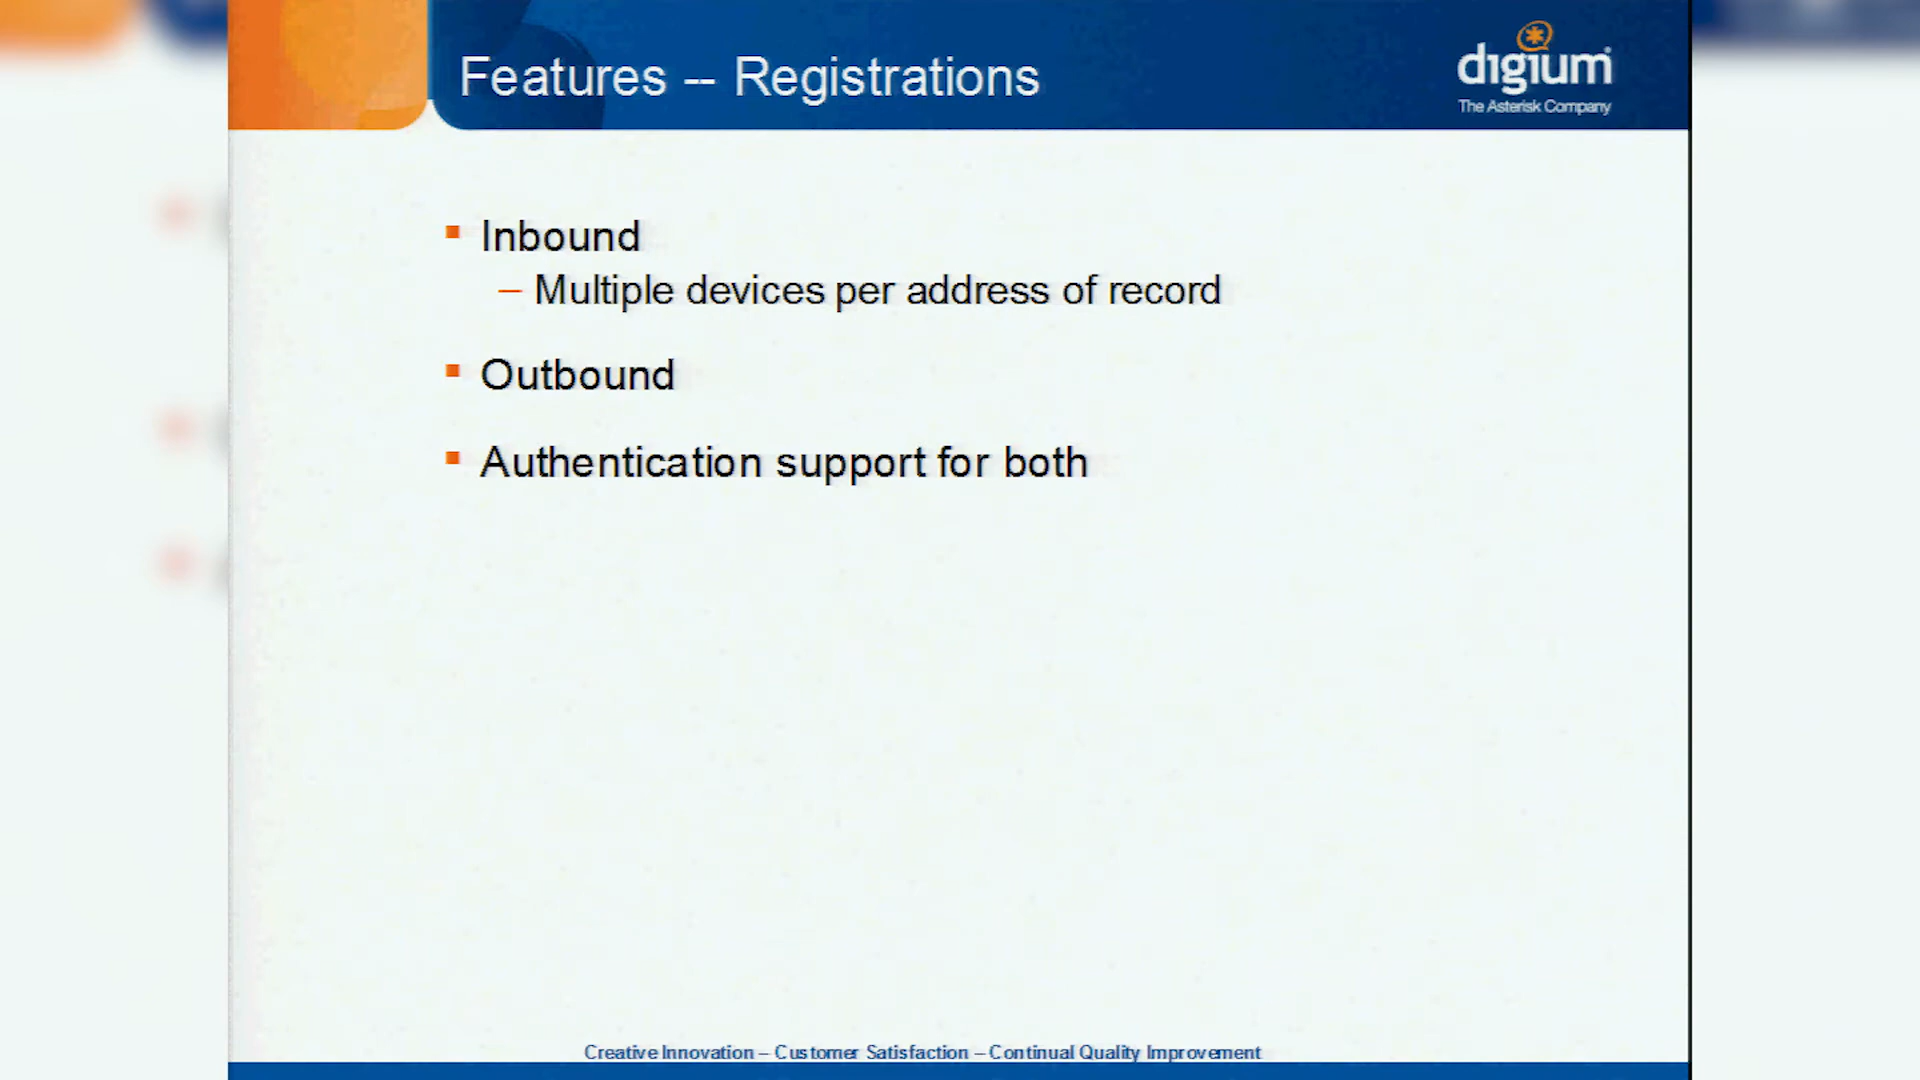 Features -- Registrations
digium
The Asterisk Company
Inbound
– Multiple devices per address of record
Outbound
Authentication support for both
Creative Innovation – Customer Satisfaction – Continual Quality Improvement